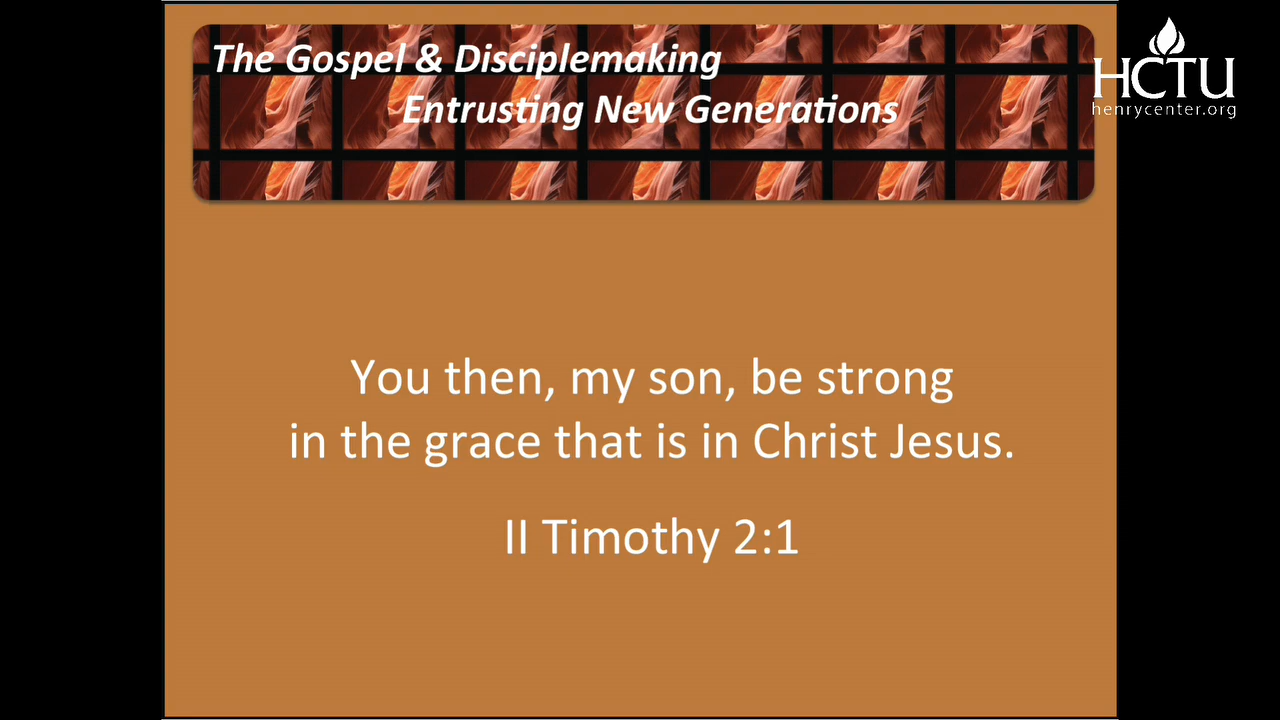 The Gospel & Disciplemaking
Entrusting New Generations
HCTU
henrycenter.org
You then, my son, be strong
in the grace that is in Christ Jesus.
II Timothy 2:1